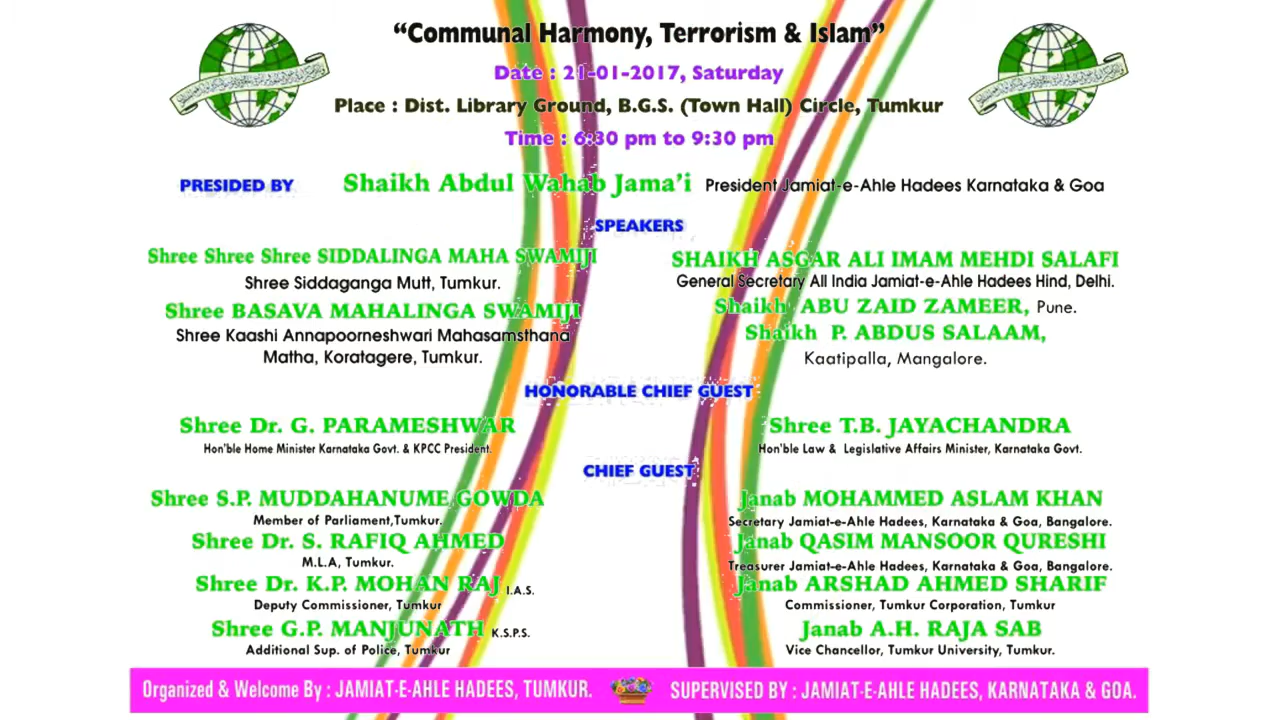 “Communal Harmony, Terrorism & Islam”
Date : 21-01-2017, Saturday
Place : Dist. Library Ground, B.G.S. (Town Hall) Circle, Tumkur
Time : 6:30 pm to 9:30 pm
PRESIDED BY Shaikh Abdul Wahab Jama’i President Jamiat-e-Ahle Hadees Karnataka & Goa
SPEAKERS
Shree Shree Shree SIDDALINGA MAHA SWAMIJI
Shree Siddaganga Mutt, Tumkur.
Shree BASAVA MAHALINGA SWAMIJI
Shree Kaashi Annapoorneshwari Mahasamsthana
Matha, Koratagere, Tumkur.
SHAIKH ASGAR ALI IMAM MEHDI SALAFI
General Secretary All India Jamiat-e-Ahle Hadees Hind, Delhi.
Shaikh ABU ZAID ZAMEER, Pune.
Shaikh P. ABDUS SALAAM,
Kaatipalla, Mangalore.
HONORABLE CHIEF GUEST
Shree Dr. G. PARAMESHWAR
Hon'ble Home Minister Karnataka Govt. & KPCC President.
Shree T.B. JAYACHANDRA
Hon'ble Law & Legislative Affairs Minister, Karnataka Govt.
CHIEF GUEST
Shree S.P. MUDDAHANUME GOWDA
Member of Parliament,Tumkur.
Shree Dr. S. RAFIQ AHMED
M.L.A, Tumkur.
Shree Dr. K.P. MOHAN RAJ I.A.S.
Deputy Commissioner, Tumkur
Shree G.P. MANJUNATH K.S.P.S.
Additional Sup. of Police, Tumkur
Janab MOHAMMED ASLAM KHAN
Secretary Jamiat-e-Ahle Hadees, Karnataka & Goa, Bangalore.
Janab QASIM MANSOOR QURESHI
Treasurer Jamiat-e-Ahle Hadees, Karnataka & Goa, Bangalore.
Janab ARSHAD AHMED SHARIF
Commissioner, Tumkur Corporation, Tumkur
Janab A.H. RAJA SAB
Vice Chancellor, Tumkur University, Tumkur.
Organized & Welcome By : JAMIAT-E-AHLE HADEES, TUMKUR.
SUPERVISED BY : JAMIAT-E-AHLE HADEES, KARNATAKA & GOA.